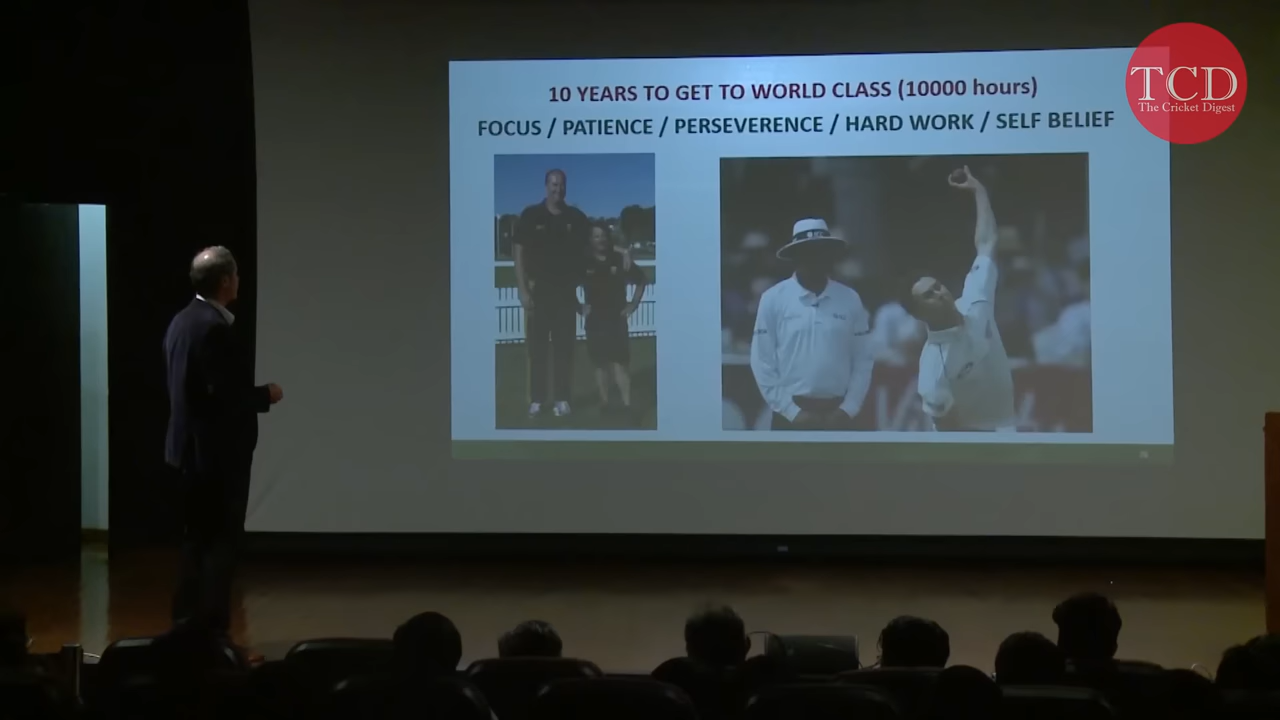 10 YEARS TO GET TO WORLD CLASS (10000 hours)
FOCUS / PATIENCE / PERSEVERENCE / HARD WORK / SELF BELIEF
TCD
The Cricket Digest